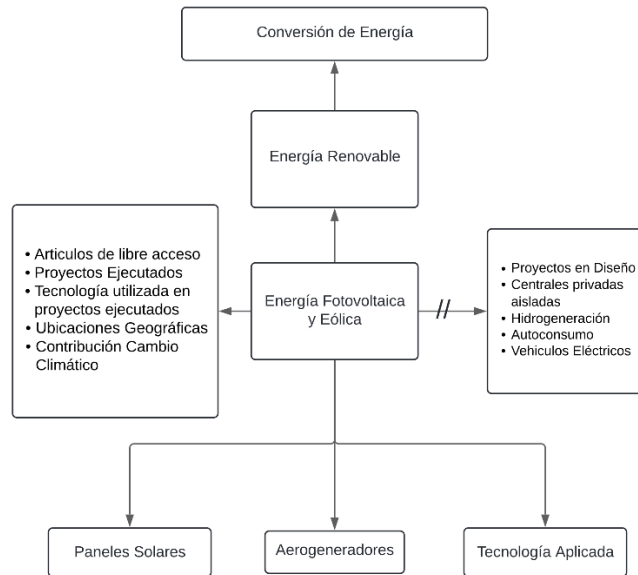 Conversión de Energía
Energía Renovable
• Articulos de libre acceso
• Proyectos Ejecutados
• Tecnología utilizada en
proyectos ejecutados
• Ubicaciones Geográficas
• Contribución Cambio
Climático
Energía Fotovoltaica
y Eólica
//
• Proyectos en Diseño
• Centrales privadas
aisladas
• Hidrogeneración
• Autoconsumo
• Vehiculos Eléctricos
Paneles Solares
Aerogeneradores
Tecnología Aplicada